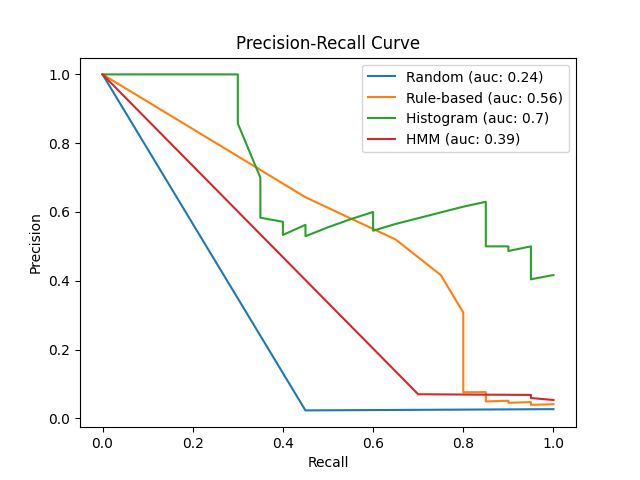 Precision-Recall Curve
Random (auc: 0.24)
Rule-based (auc: 0.56)
Histogram (auc: 0.7)
HMM (auc: 0.39)
Precision
1.0
0.8
0.6
0.4
0.2
0.0
0.0 0.2 0.4 0.6 0.8 1.0
Recall